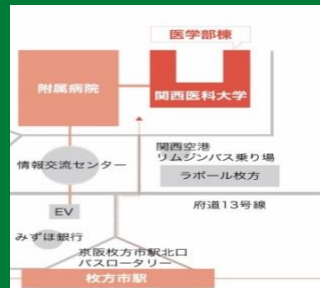 医学部棟
附属病院
関西医科大学
関西空港
リムジンバス乗り場
情報交流センター
ラポール枚方
EV
府道13号線
みずほ銀行
京阪枚方市駅北口
バスロータリー
枚方市駅